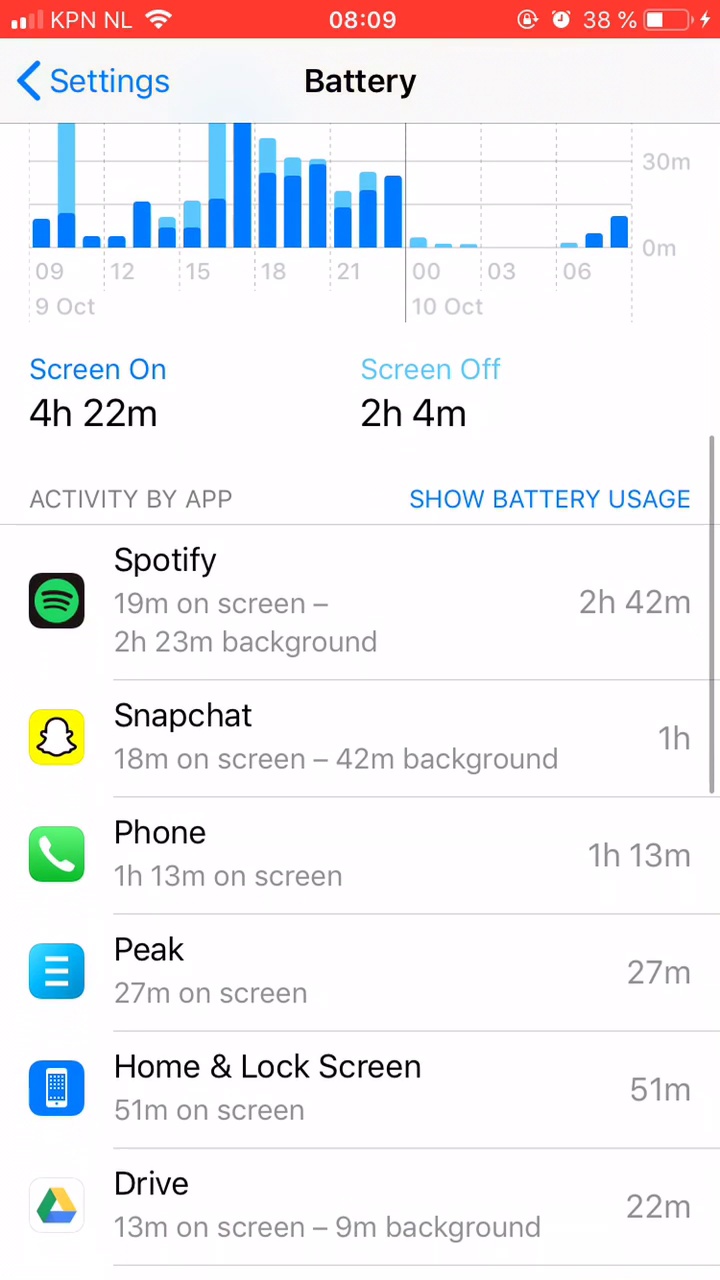 KPN NL 08:09 38 %
Settings Battery
30m
0m
09 12 15 18 21 00 03 06
9 Oct 10 Oct
Screen On Screen Off
4h 22m 2h 4m
ACTIVITY BY APP SHOW BATTERY USAGE
Spotify
19m on screen –
2h 23m background
2h 42m
Snapchat
18m on screen – 42m background
1h
Phone
1h 13m on screen
1h 13m
Peak
27m on screen
27m
Home & Lock Screen
51m on screen
51m
Drive
13m on screen – 9m background
22m